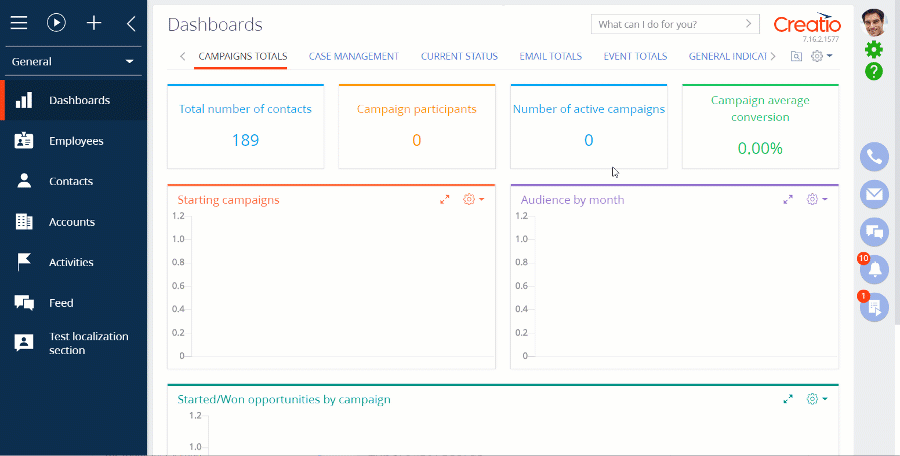 Dashboards
What can I do for you?
Creatio
7.16.2.1577
General
CAMPAIGNS TOTALS
CASE MANAGEMENT
CURRENT STATUS
EMAIL TOTALS
EVENT TOTALS
GENERAL INDICAT
Dashboards
Employees
Contacts
Accounts
Activities
Feed
Test localization
section
Total number of contacts
189
Campaign participants
0
Number of active campaigns
0
Campaign average
conversion
0.00%
Starting campaigns
1.2
1.0
0.8
0.6
0.4
0.2
0
Audience by month
1.2
1.0
0.8
0.6
0.4
0.2
0
Started/Won opportunities by campaign
1.2
1.0
?
10
1